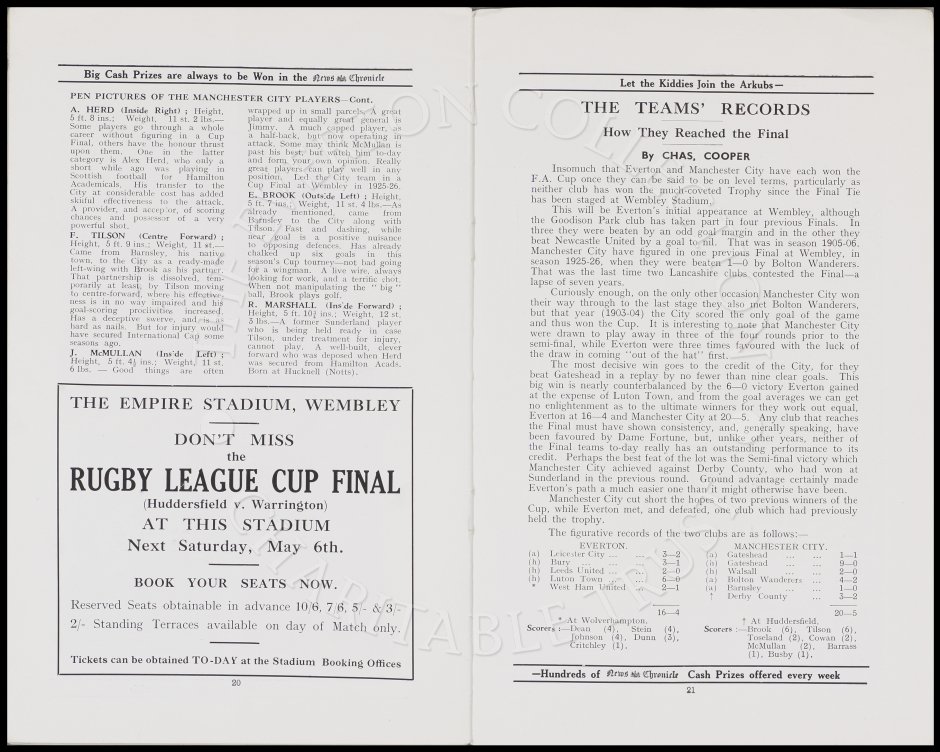 Big Cash Prizes are always to be Won in the News Chronicle
PEN PICTURES OF THE MANCHESTER CITY PLAYERS—Cont.
A. HERD (Inside Right) ; Height,
5 ft. 8 ins.; Weight, 11 st. 2 lbs.—
Some players go through a whole
career without figuring in a Cup
Final, others have the honour thrust
upon them. One in the latter
category is Alex Herd, who only a
short while ago was playing in
Scottish football for Hamilton
Academicals. His transfer to the
City at considerable cost has added
skilful effectiveness to the attack.
A provider, and acceptor, of scoring
chances and possessor of a very
powerful shot.
F. TILSON (Centre Forward) ;
Height, 5 ft. 9 ins.; Weight, 11 st.—
Came from Barnsley, his native
town, to the City as a ready-made
left-wing with Brook as his partner.
That partnership is dissolved, tem-
porarily at least, by Tilson moving
to centre-forward, where his effective-
ness is in no way impaired and his
goal-scoring proclivities increased.
Has a deceptive swerve, and is as
hard as nails. But for injury would
have secured International Cap some
seasons ago.
J. McMULLAN (Inside Left) ;
Height, 5 ft. 4½ ins.; Weight, 11 st.
6 lbs. — Good things are often
wrapped up in small parcels. A great
player and equally great general is
Jimmy. A much capped player, as
a half-back, but now operating in
attack. Some may think McMullan is
past his best, but watch him to-day
and form your own opinion. Really
great players can play well in any
position. Led the City team in a
Cup Final at Wembley in 1925-26.
E. BROOK (Outside Left) ; Height,
5 ft. 7 ins.; Weight, 11 st. 4 lbs.—As
already mentioned, came from
Barnsley to the City along with
Tilson. Fast and dashing, while
near goal is a positive nuisance
to opposing defences. Has already
chalked up six goals in this
season's Cup tourney—not bad going
for a wingman. A live wire, always
looking for work, and a terrific shot.
When not manipulating the "big"
ball, Brook plays golf.
R. MARSHALL (Inside Forward) ;
Height, 5 ft. 10¼ ins.; Weight, 12 st.
3 lbs.—A former Sunderland player
who is being held ready in case
Tilson, under treatment for injury,
cannot play. A well-built, clever
forward who was deposed when Herd
was secured from Hamilton Acads.
Born at Hucknell (Notts).
THE EMPIRE STADIUM, WEMBLEY
DON'T MISS
the
RUGBY LEAGUE CUP FINAL
(Huddersfield v. Warrington)
AT THIS STADIUM
Next Saturday, May 6th.
BOOK YOUR SEATS NOW.
Reserved Seats obtainable in advance 10/6, 7/6, 5/- & 3/-
2/- Standing Terraces available on day of Match only.
Tickets can be obtained TO-DAY at the Stadium Booking Offices
20
Let the Kiddies Join the Arkubs—
THE TEAMS' RECORDS
How They Reached the Final
By CHAS, COOPER
Insomuch that Everton and Manchester City have each won the
F.A. Cup once they can be said to be on level terms, particularly as
neither club has won the much-coveted Trophy since the Final Tie
has been staged at Wembley Stadium.
This will be Everton's initial appearance at Wembley, although
the Goodison Park club has taken part in four previous Finals. In
three they were beaten by an odd goal margin and in the other they
beat Newcastle United by a goal to nil. That was in season 1905-06.
Manchester City have figured in one previous Final at Wembley, in
season 1925-26, when they were beaten 1—0 by Bolton Wanderers.
That was the last time two Lancashire clubs contested the Final—a
lapse of seven years.
Curiously enough, on the only other occasion Manchester City won
their way through to the last stage they also met Bolton Wanderers,
but that year (1903-04) the City scored the only goal of the game
and thus won the Cup. It is interesting to note that Manchester City
were drawn to play away in three of the four rounds prior to the
semi-final, while Everton were three times favoured with the luck of
the draw in coming "out of the hat" first.
The most decisive win goes to the credit of the City, for they
beat Gateshead in a replay by no fewer than nine clear goals. This
big win is nearly counterbalanced by the 6—0 victory Everton gained
at the expense of Luton Town, and from the goal averages we can get
no enlightenment as to the ultimate winners for they work out equal,
Everton at 16—4 and Manchester City at 20—5. Any club that reaches
the Final must have shown consistency, and, generally speaking, have
been favoured by Dame Fortune, but, unlike other years, neither of
the Final teams to-day really has an outstanding performance to its
credit. Perhaps the best feat of the lot was the Semi-final victory which
Manchester City achieved against Derby County, who had won at
Sunderland in the previous round. Ground advantage certainly made
Everton's path a much easier one than it might otherwise have been.
Manchester City cut short the hopes of two previous winners of the
Cup, while Everton met, and defeated, one club which had previously
held the trophy.
The figurative records of the two clubs are as follows:—
EVERTON.
(a) Leicester City ... ... 3—2
(h) Bury ... ... ... 3—1
(h) Leeds United ... ... 2—0
(h) Luton Town ... ... 6—0
* West Ham United ... 2—1
16—4
* At Wolverhampton.
Scorers :—Dean (4), Stein (4),
Johnson (4), Dunn (3),
Critchley (1).
MANCHESTER CITY.
(a) Gateshead ... ... 1—1
(h) Gateshead ... ... 9—0
(h) Walsall ... ... 2—0
(a) Bolton Wanderers ... 4—2
(a) Barnsley ... ... 1—0
† Derby County ... ... 3—2
20—5
† At Huddersfield.
Scorers :—Brook (6), Tilson (6),
Toseland (2), Cowan (2),
McMullan (2), Barrass
(1), Busby (1).
—Hundreds of News Chronicle Cash Prizes offered every week
21